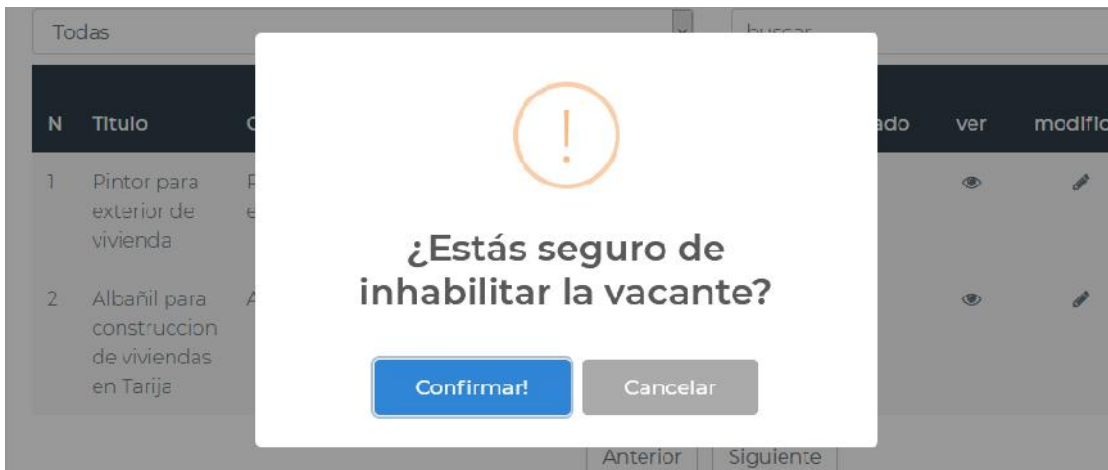 Todas
N Titulo ado ver modific
1 Pintor para
exterior de
vivienda
2 Albañil para
construccion
de viviendas
en Tarija
¿Estás seguro de
inhabilitar la vacante?
Confirmar! Cancelar
Anterior Siguiente